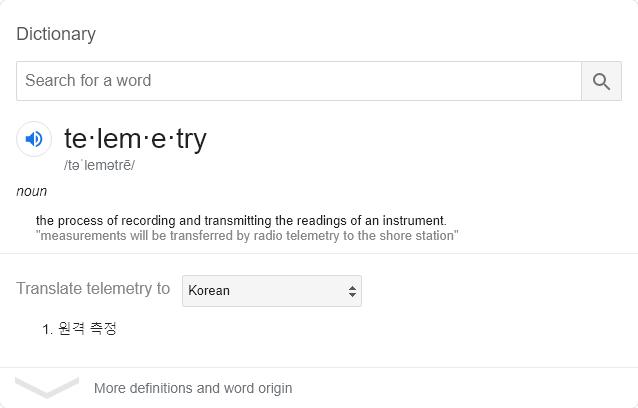 Dictionary
Search for a word
te·lem·e·try
/təˈlemətrē/
noun
the process of recording and transmitting the readings of an instrument.
"measurements will be transferred by radio telemetry to the shore station"
Translate telemetry to Korean
1. 원격 측정
More definitions and word origin